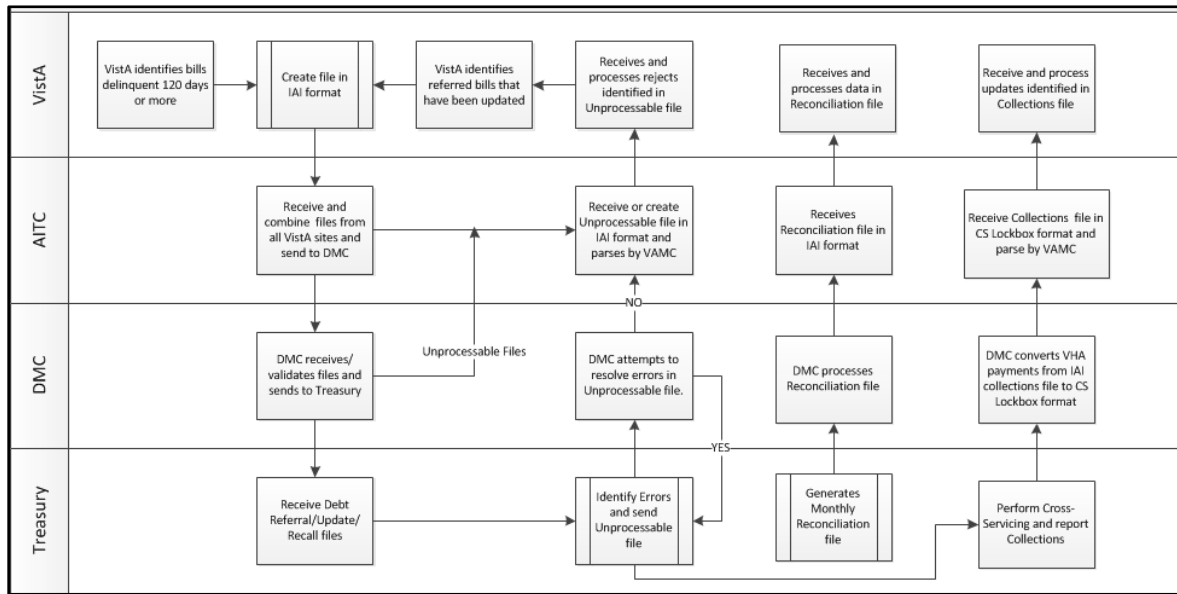 VistA
VistA identifies bills
delinquent 120 days
or more
Create file in
IAI format
VistA identifies
referred bills that
have been updated
Receives and
processes rejects
identified in
Unprocessable file
Receives and
processes data in
Reconciliation file
Receive and process
updates identified in
Collections file
AITC
Receive and
combine files from
all VistA sites and
send to DMC
Receive or create
Unprocessable file in
IAI format and
parses by VAMC
Receives
Reconciliation file in
IAI format
Receive Collections file in
CS Lockbox format and
parse by VAMC
NO
DMC
DMC receives/
validates files and
sends to Treasury
Unprocessable Files
DMC attempts to
resolve errors in
Unprocessable file.
DMC processes
Reconciliation file
DMC converts VHA
payments from IAI
collections file to CS
Lockbox format
YES
Treasury
Receive Debt
Referral/Update/
Recall files
Identify Errors
and send
Unprocessable
file
Generates
Monthly
Reconciliation
file
Perform Cross-
Servicing and report
Collections